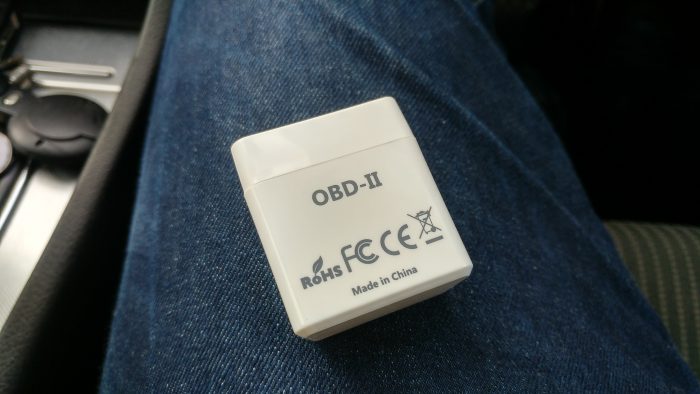 OBD-II
RoHS FC CE
Made in China